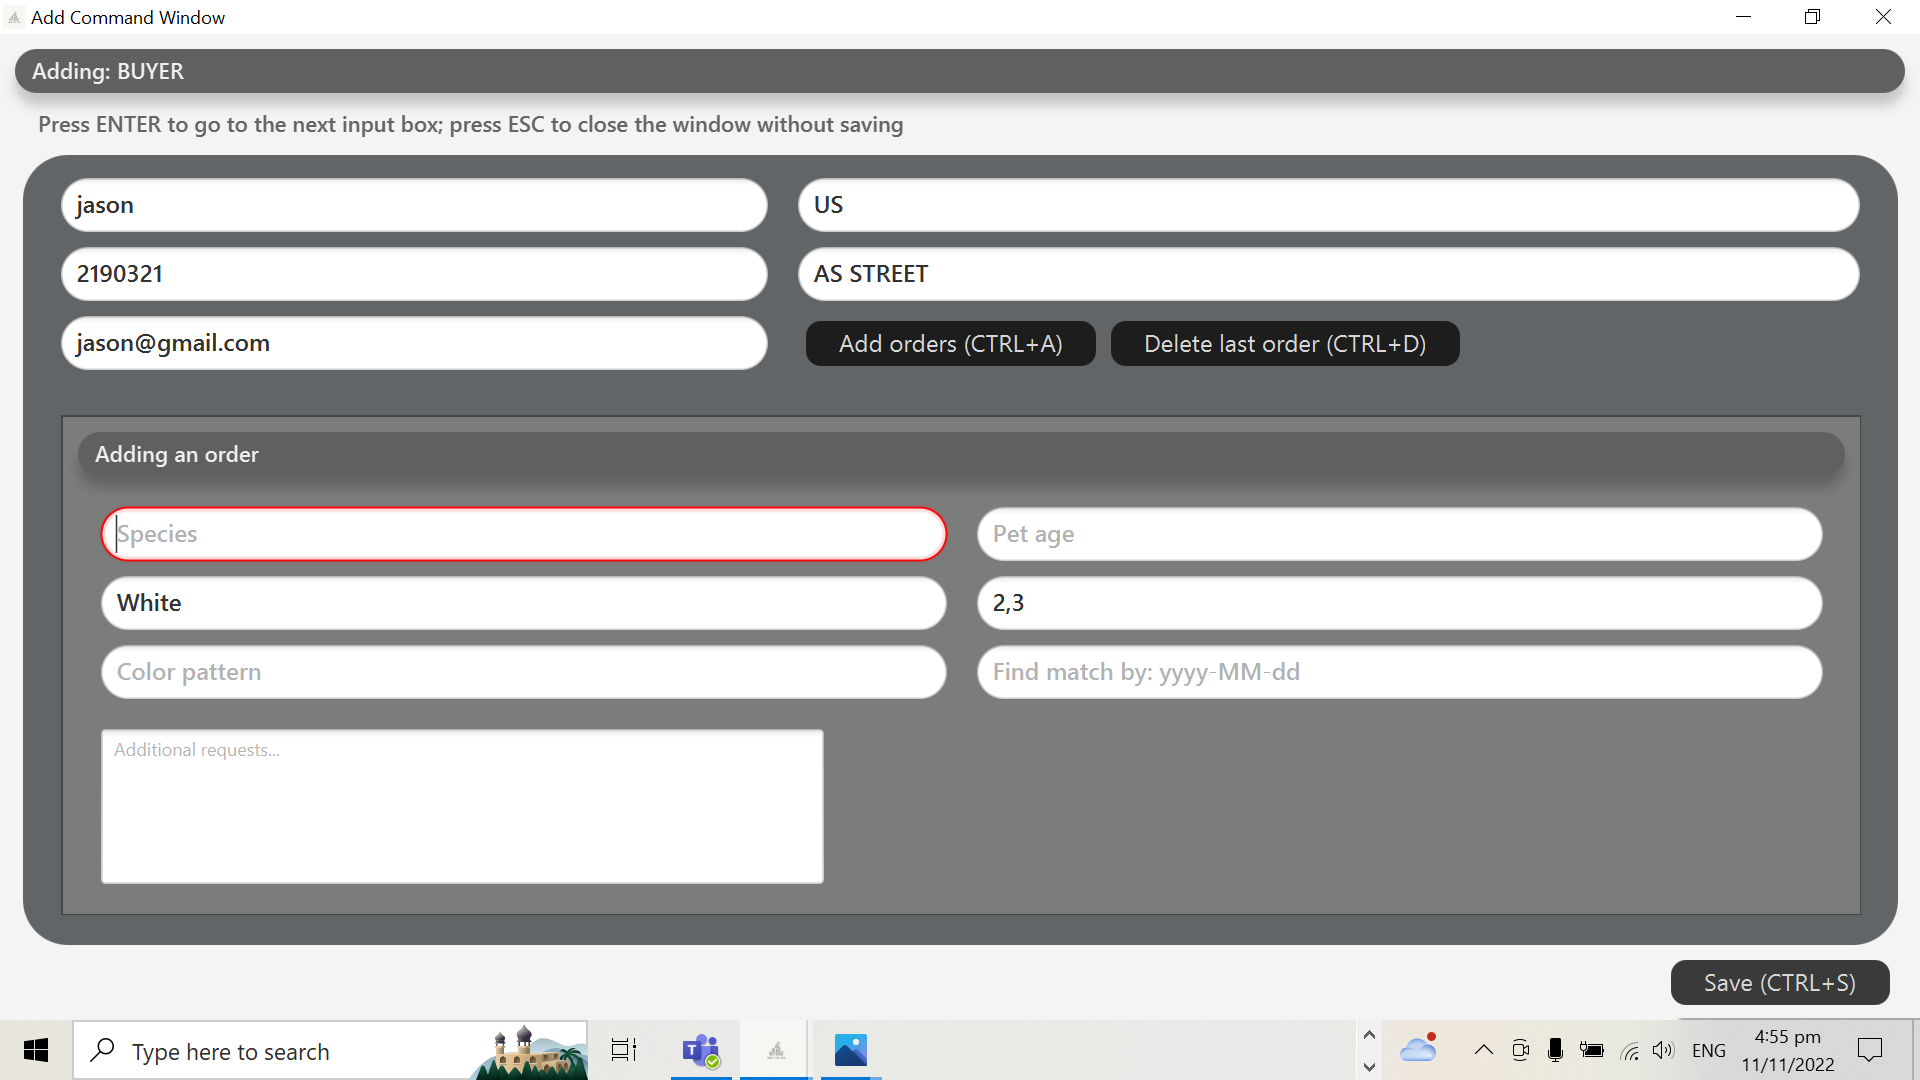 Add Command Window
Adding: BUYER
Press ENTER to go to the next input box; press ESC to close the window without saving
jason
US
2190321
AS STREET
jason@gmail.com
Add orders (CTRL+A)
Delete last order (CTRL+D)
Adding an order
Species
Pet age
White
2,3
Color pattern
Find match by: yyyy-MM-dd
Additional requests...
Save (CTRL+S)
Type here to search
T
ENG
4:55 pm
11/11/2022